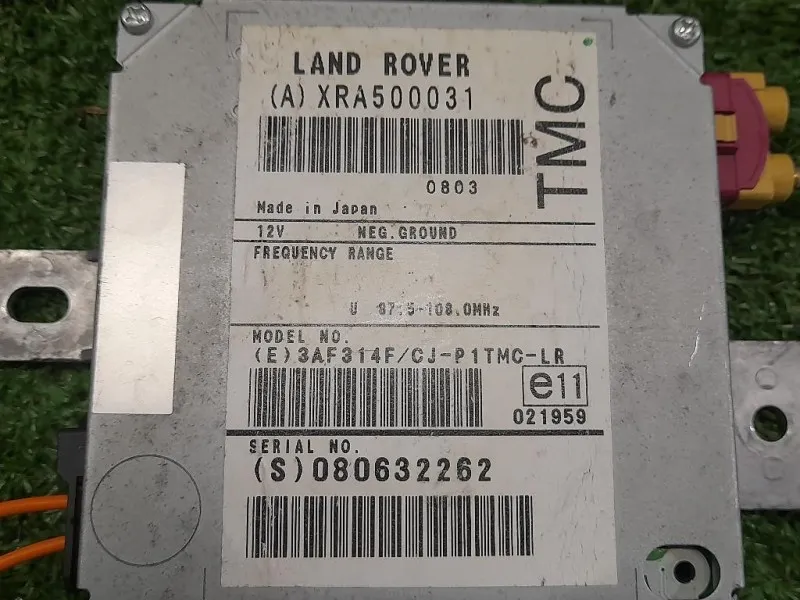 LAND ROVER
(A) XRA500031
TMC
0803
Made in Japan
12V NEG.GROUND
FREQUENCY RANGE
U 87.5-108.0MHz
MODEL NO.
(E)3AF314F/CJ-P1TMC-LR
e11
021959
SERIAL NO.
(S)080632262